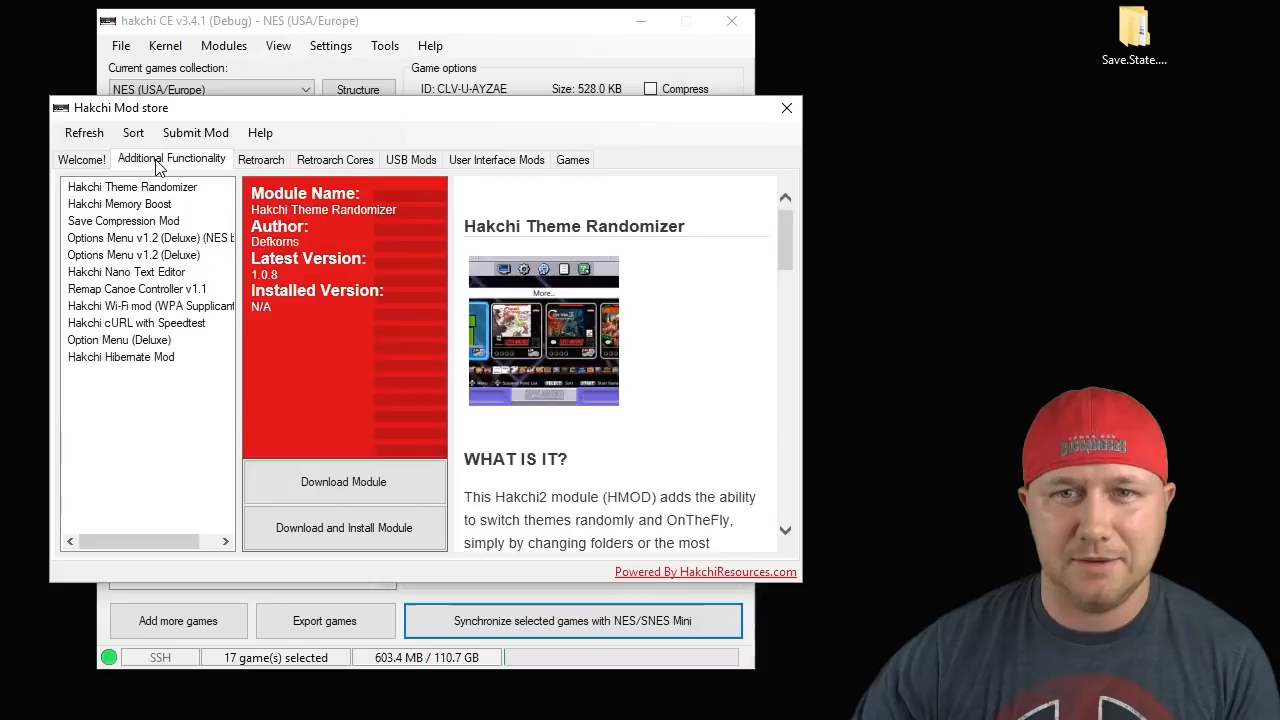 hakchi CE v3.4.1 (Debug) - NES (USA/Europe)
File Kernel Modules View Settings Tools Help
Current games collection: Game options
NES (USA/Europe) Structure ID: CLV-U-AYZAE Size: 528.0 KB Compress
Save.State....
Hakchi Mod store
Refresh Sort Submit Mod Help
Welcome! Additional Functionality Retroarch Retroarch Cores USB Mods User Interface Mods Games
Hakchi Theme Randomizer
Hakchi Memory Boost
Save Compression Mod
Options Menu v1.2 (Deluxe) (NES
Options Menu v1.2 (Deluxe)
Hakchi Nano Text Editor
Remap Canoe Controller v1.1
Hakchi Wi-Fi mod (WPA Supplicant
Hakchi cURL with Speedtest
Option Menu (Deluxe)
Hakchi Hibernate Mod
Module Name:
Hakchi Theme Randomizer
Author:
Defkorns
Latest Version:
1.0.8
Installed Version:
N/A
Download Module
Download and Install Module
Hakchi Theme Randomizer
More...
WHAT IS IT?
This Hakchi2 module (HMOD) adds the ability
to switch themes randomly and OnTheFly,
simply by changing folders or the most
Powered By HakchiResources.com
Add more games Export games Synchronize selected games with NES/SNES Mini
SSH 17 game(s) selected 603.4 MB / 110.7 GB
BUCCANEERS